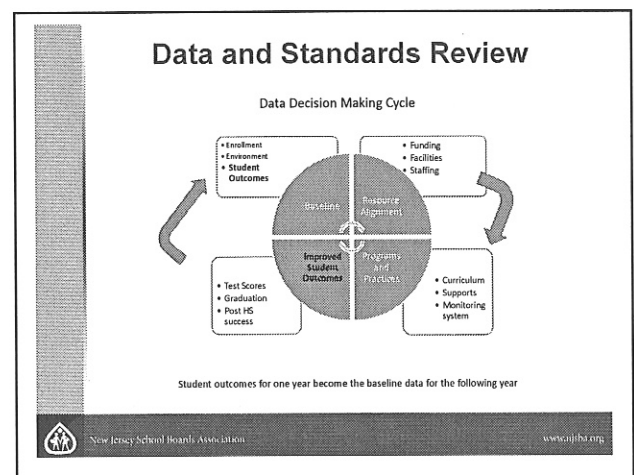 Data and Standards Review
Data Decision Making Cycle
• Enrollment
• Environment
• Student
Outcomes
• Funding
• Facilities
• Staffing
Baseline
Resource
Alignment
Improved
Student
Outcomes
Programs
and
Practices
• Test Scores
• Graduation
• Post HS
success
• Curriculum
• Supports
• Monitoring
system
Student outcomes for one year become the baseline data for the following year
New Jersey School Boards Association
www.njsba.org